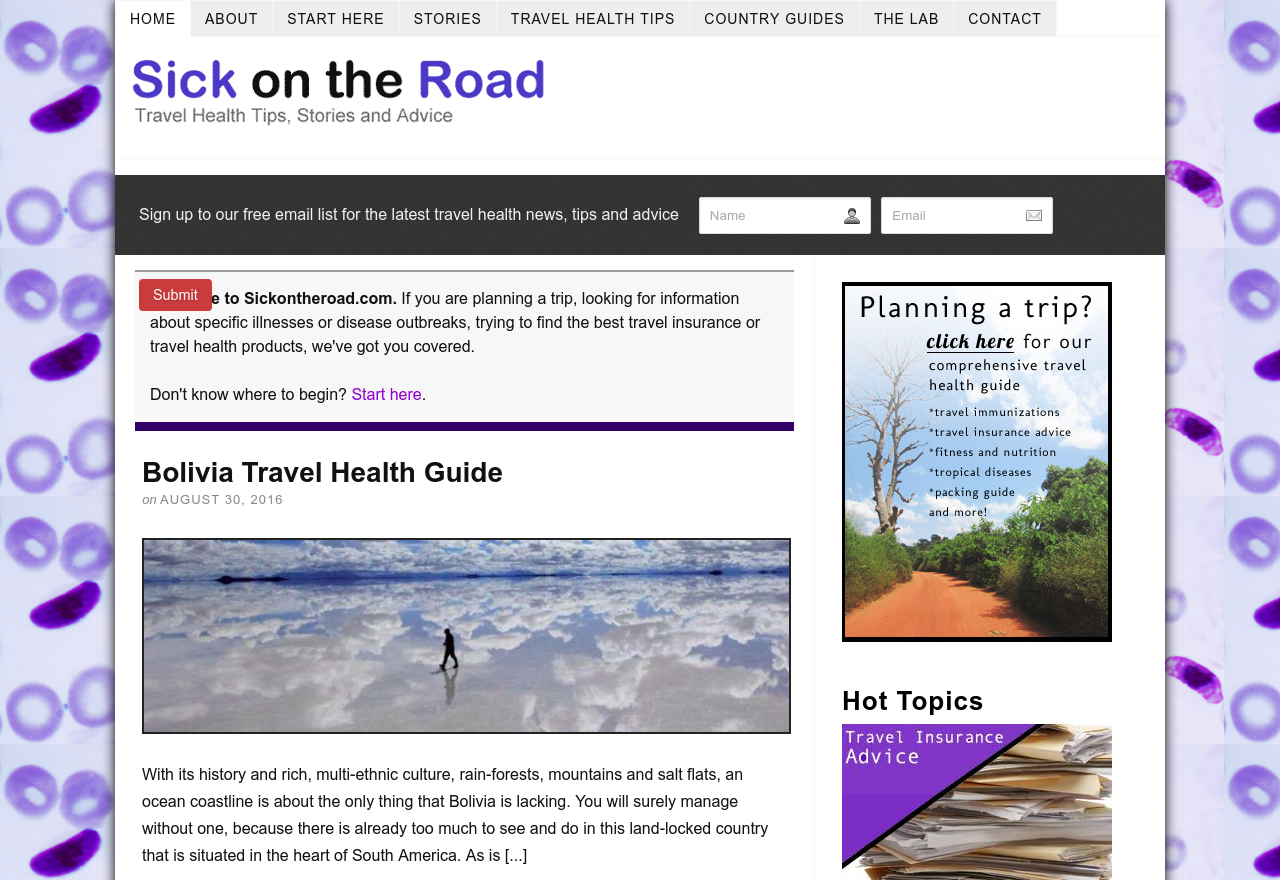 HOME
ABOUT
START HERE
STORIES
TRAVEL HEALTH TIPS
COUNTRY GUIDES
THE LAB
CONTACT
Sick on the Road
Travel Health Tips, Stories and Advice
Sign up to our free email list for the latest travel health news, tips and advice
Name
Email
Submit
e to Sickontheroad.com. If you are planning a trip, looking for information
about specific illnesses or disease outbreaks, trying to find the best travel insurance or
travel health products, we've got you covered.
Don't know where to begin? Start here.
Bolivia Travel Health Guide
on AUGUST 30, 2016
With its history and rich, multi-ethnic culture, rain-forests, mountains and salt flats, an
ocean coastline is about the only thing that Bolivia is lacking. You will surely manage
without one, because there is already too much to see and do in this land-locked country
that is situated in the heart of South America. As is [...]
Planning a trip?
click here for our
comprehensive travel
health guide
*travel immunizations
*travel insurance advice
*fitness and nutrition
*tropical diseases
*packing guide
and more!
Hot Topics
Travel Insurance
Advice